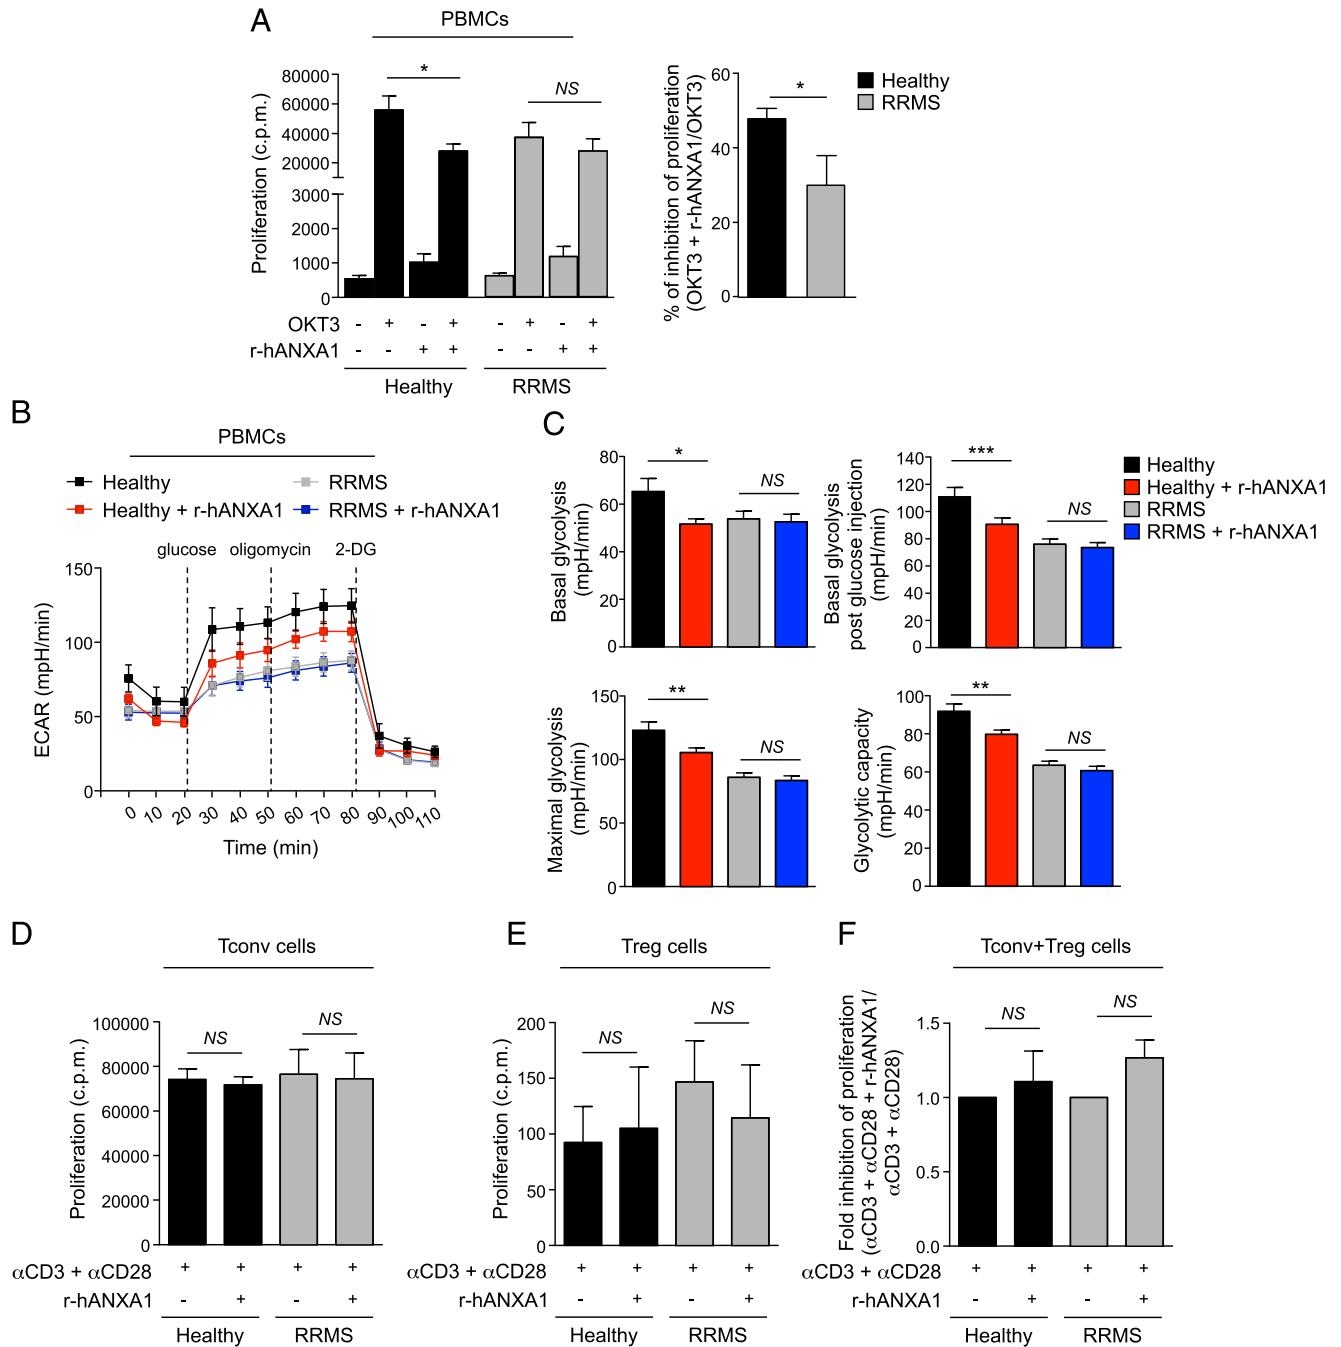 A
PBMCs
Proliferation (c.p.m.)
80000
60000
40000
20000
3000
2000
1000
0
*
NS
OKT3 - + - + - + - +
r-hANXA1 - - + + - - + +
Healthy
RRMS
% of inhibition of proliferation
(OKT3 + r-hANXA1/OKT3)
60
40
20
0
*
Healthy
RRMS
B
PBMCs
Healthy
RRMS
Healthy + r-hANXA1
RRMS + r-hANXA1
glucose oligomycin 2-DG
ECAR (mpH/min)
150
100
50
0
0 10 20 30 40 50 60 70 80 90 100 110
Time (min)
C
Basal glycolysis
(mpH/min)
80
60
40
20
0
*
NS
Basal glycolysis
post glucose injection
(mpH/min)
140
120
100
80
60
40
20
0
***
NS
Healthy
Healthy + r-hANXA1
RRMS
RRMS + r-hANXA1
Maximal glycolysis
(mpH/min)
150
100
50
0
**
NS
Glycolytic capacity
(mpH/min)
100
80
60
40
20
0
**
NS
D
Tconv cells
Proliferation (c.p.m.)
100000
80000
60000
40000
20000
0
NS
NS
αCD3 + αCD28 + + + +
r-hANXA1 - + - +
Healthy
RRMS
E
Treg cells
Proliferation (c.p.m.)
200
150
100
50
0
NS
NS
αCD3 + αCD28 + + + +
r-hANXA1 - + - +
Healthy
RRMS
F
Tconv+Treg cells
Fold inhibition of proliferation
(αCD3 + αCD28 + r-hANXA1/
αCD3 + αCD28)
1.5
1.0
0.5
0.0
NS
NS
αCD3 + αCD28 + + + +
r-hANXA1 - + - +
Healthy
RRMS